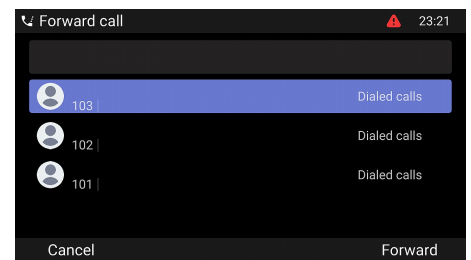 Forward call 23:21
103 | Dialed calls
102 | Dialed calls
101 | Dialed calls
Cancel Forward